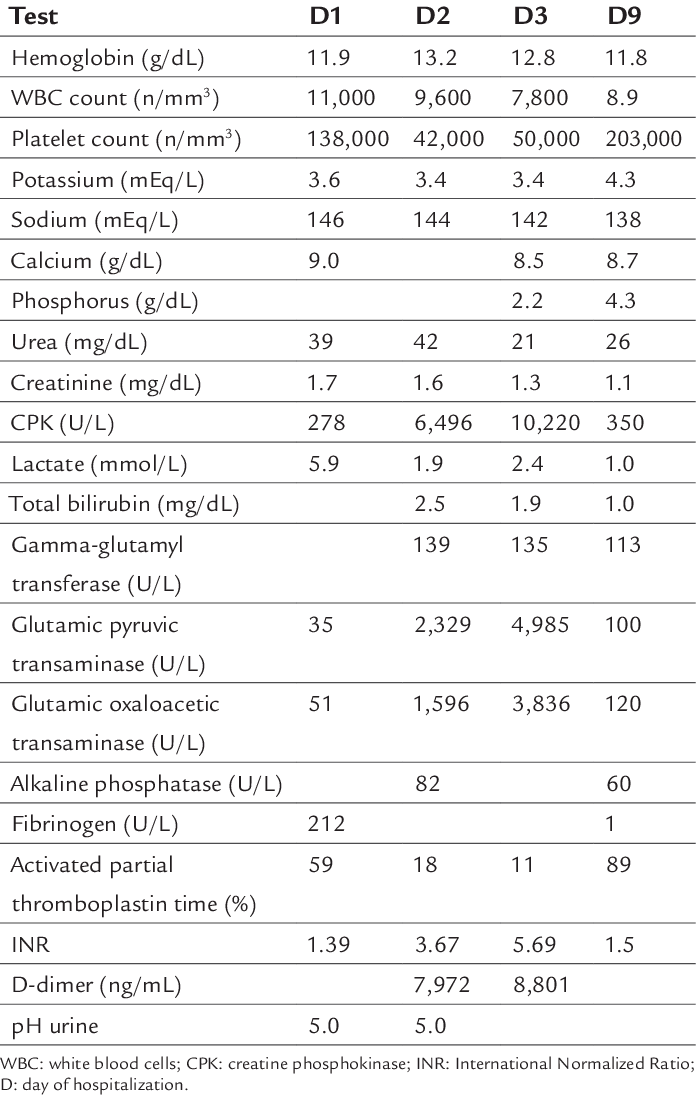 Test D1 D2 D3 D9
Hemoglobin (g/dL) 11.9 13.2 12.8 11.8
WBC count (n/mm³) 11,000 9,600 7,800 8.9
Platelet count (n/mm³) 138,000 42,000 50,000 203,000
Potassium (mEq/L) 3.6 3.4 3.4 4.3
Sodium (mEq/L) 146 144 142 138
Calcium (g/dL) 9.0 8.5 8.7
Phosphorus (g/dL) 2.2 4.3
Urea (mg/dL) 39 42 21 26
Creatinine (mg/dL) 1.7 1.6 1.3 1.1
CPK (U/L) 278 6,496 10,220 350
Lactate (mmol/L) 5.9 1.9 2.4 1.0
Total bilirubin (mg/dL) 2.5 1.9 1.0
Gamma-glutamyl 139 135 113
transferase (U/L)
Glutamic pyruvic 35 2,329 4,985 100
transaminase (U/L)
Glutamic oxaloacetic 51 1,596 3,836 120
transaminase (U/L)
Alkaline phosphatase (U/L) 82 60
Fibrinogen (U/L) 212 1
Activated partial 59 18 11 89
thromboplastin time (%)
INR 1.39 3.67 5.69 1.5
D-dimer (ng/mL) 7,972 8,801
pH urine 5.0 5.0
WBC: white blood cells; CPK: creatine phosphokinase; INR: International Normalized Ratio;
D: day of hospitalization.